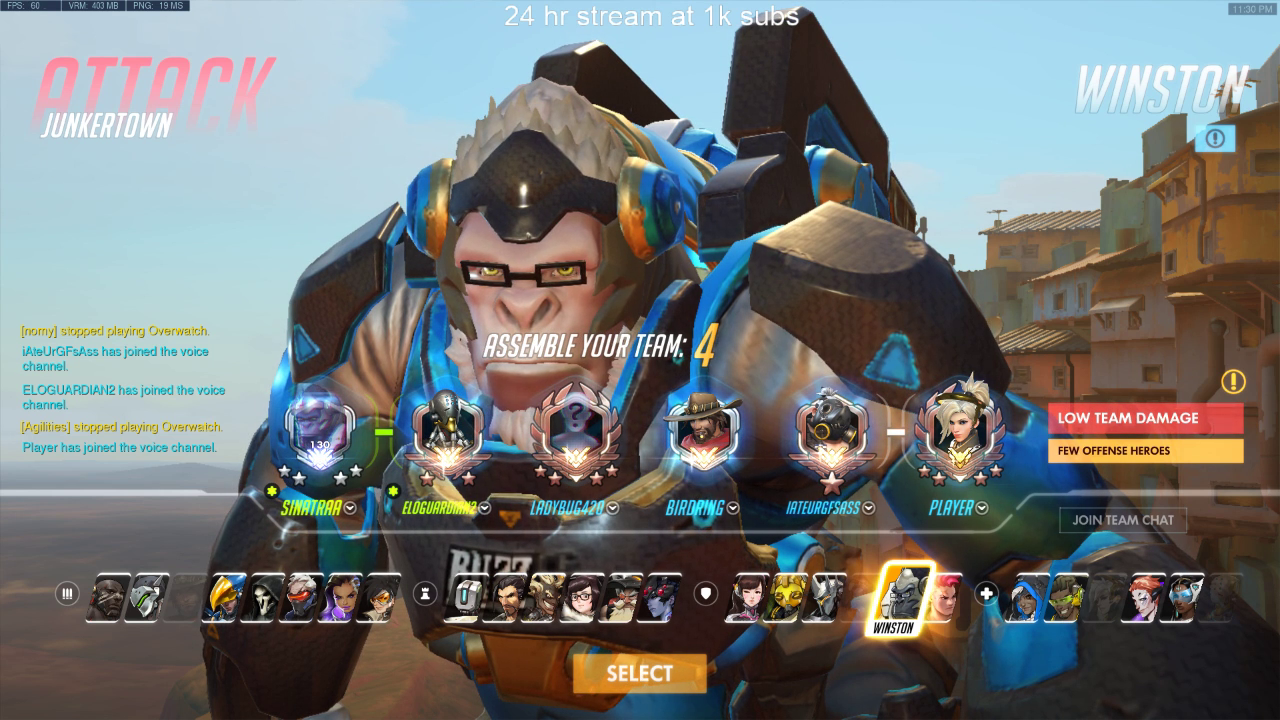 FPS: 60 VRM: 403 MB PNG: 19 MS
24 hr stream at 1k subs
11:30 PM
ATTACK
JUNKERTOWN
WINSTON
[nomy] stopped playing Overwatch.
iAteUrGFsAss has joined the voice
channel.
ELOGUARDIAN2 has joined the voice
channel.
[Agilities] stopped playing Overwatch.
Player has joined the voice channel.
ASSEMBLE YOUR TEAM: 4
130
?
LOW TEAM DAMAGE
FEW OFFENSE HEROES
SINATRAA ELOGUARDIAN2 LADYBUG420 BIRDRING IATEURGFSASS PLAYER
JOIN TEAM CHAT
BUZZ
WINSTON
SELECT